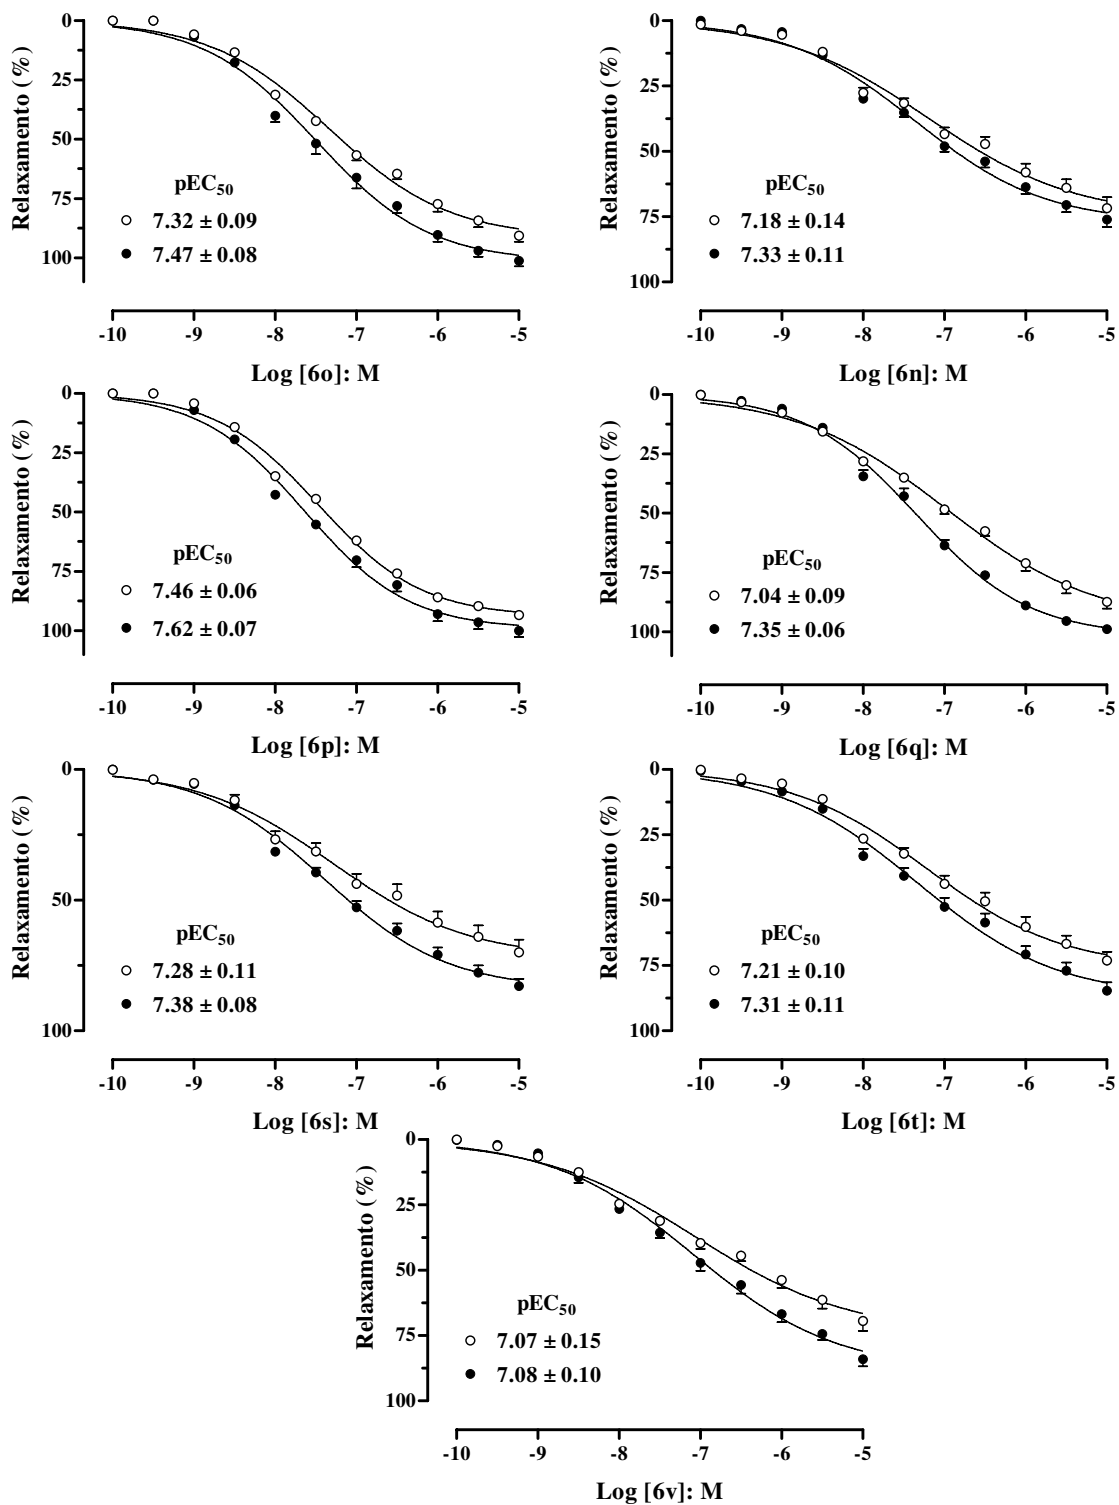 0
25
50
75
100
Relaxamento (%)
pEC50
7.32 ± 0.09
7.47 ± 0.08
-10 -9 -8 -7 -6 -5
Log [6o]: M
0
25
50
75
100
Relaxamento (%)
pEC50
7.18 ± 0.14
7.33 ± 0.11
-10 -9 -8 -7 -6 -5
Log [6n]: M
0
25
50
75
100
Relaxamento (%)
pEC50
7.46 ± 0.06
7.62 ± 0.07
-10 -9 -8 -7 -6 -5
Log [6p]: M
0
25
50
75
100
Relaxamento (%)
pEC50
7.04 ± 0.09
7.35 ± 0.06
-10 -9 -8 -7 -6 -5
Log [6q]: M
0
25
50
75
100
Relaxamento (%)
pEC50
7.28 ± 0.11
7.38 ± 0.08
-10 -9 -8 -7 -6 -5
Log [6s]: M
0
25
50
75
100
Relaxamento (%)
pEC50
7.21 ± 0.10
7.31 ± 0.11
-10 -9 -8 -7 -6 -5
Log [6t]: M
0
25
50
75
100
Relaxamento (%)
pEC50
7.07 ± 0.15
7.08 ± 0.10
-10 -9 -8 -7 -6 -5
Log [6v]: M